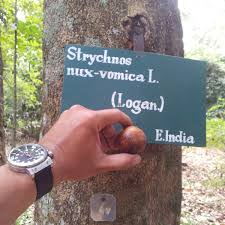 Strychnos
nux-vomica L.
(Logan.)
E.India